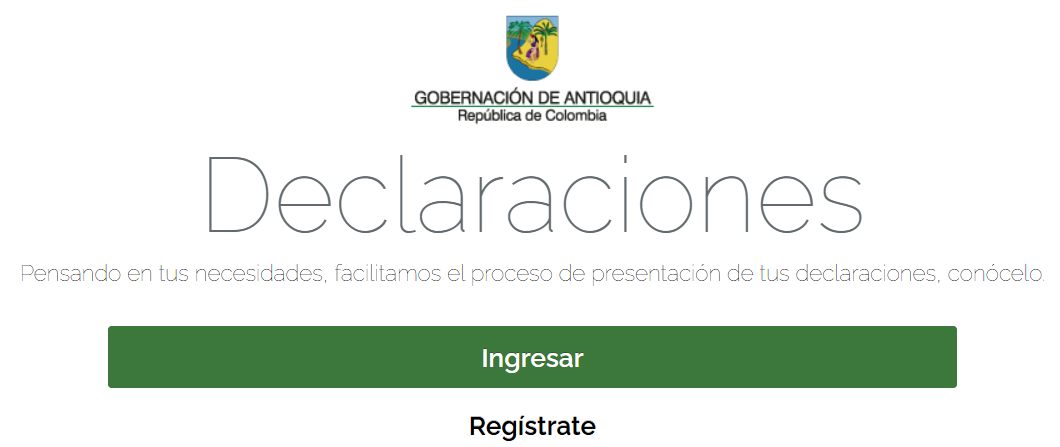 GOBERNACIÓN DE ANTIOQUIA
República de Colombia
Declaraciones
Pensando en tus necesidades, facilitamos el proceso de presentación de tus declaraciones, conócelo.
Ingresar
Regístrate